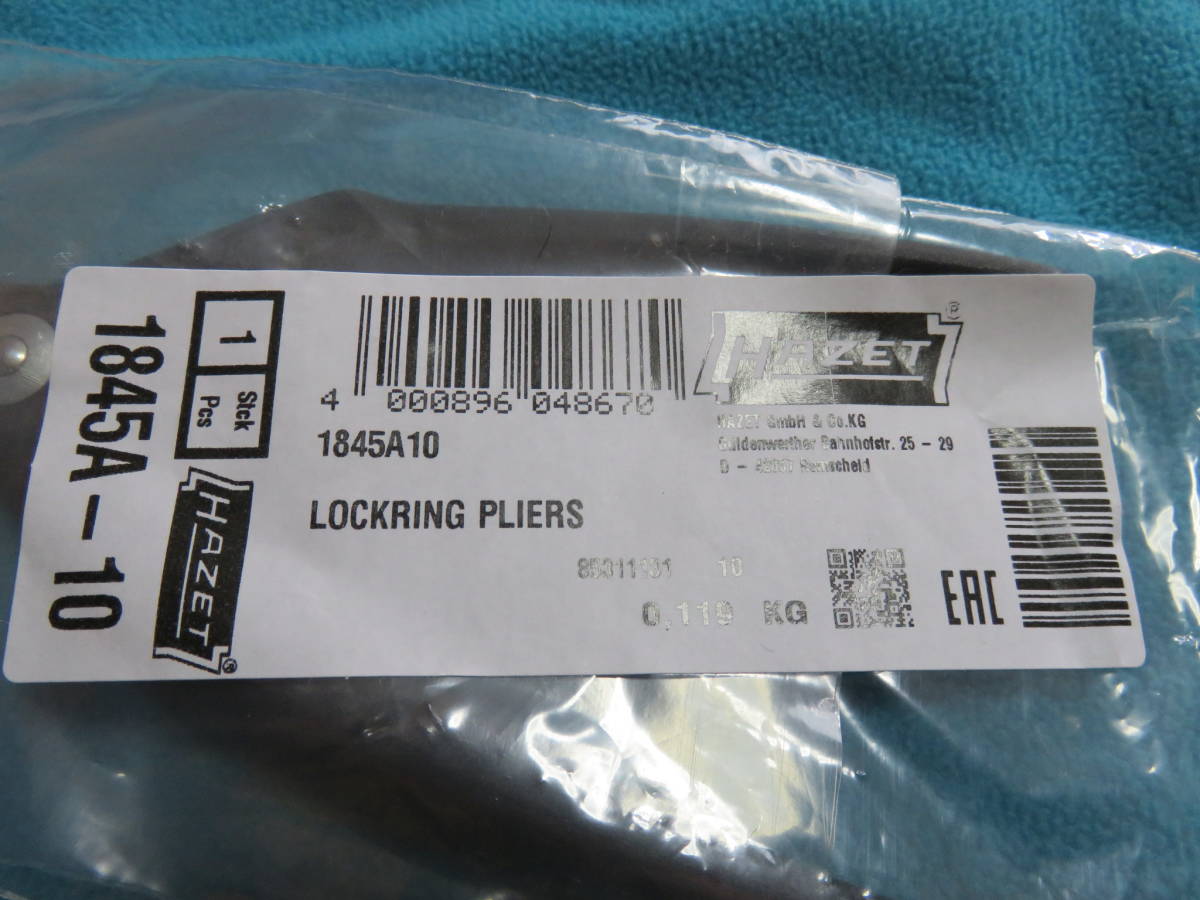 1845A-10
1 Stck
Pcs
HAZET®
4 000896 048670
1845A10
LOCKRING PLIERS
HAZET ®
HAZET GmbH & Co.KG
Güldenwerther Bahnhofstr. 25 - 29
D - Remscheid
10
0,119 KG
EAC